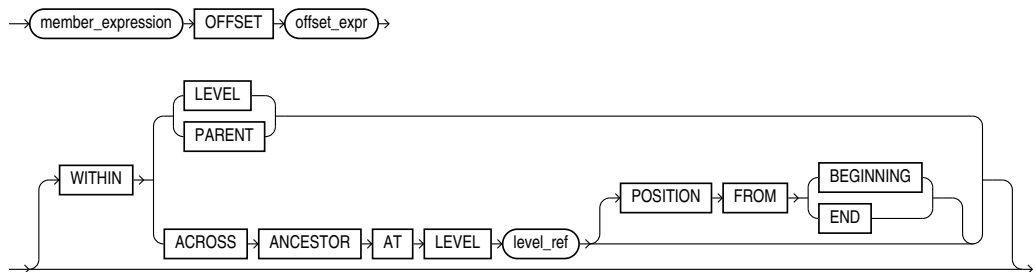 member_expression OFFSET offset_expr
LEVEL
PARENT
WITHIN
POSITION FROM BEGINNING
END
ACROSS ANCESTOR AT LEVEL level_ref